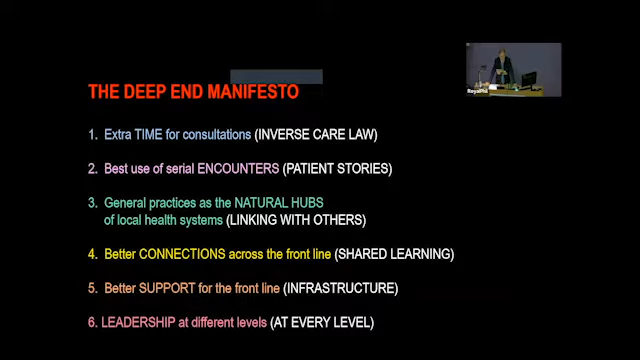 THE DEEP END MANIFESTO
1. Extra TIME for consultations (INVERSE CARE LAW)
2. Best use of serial ENCOUNTERS (PATIENT STORIES)
3. General practices as the NATURAL HUBS
of local health systems (LINKING WITH OTHERS)
4. Better CONNECTIONS across the front line (SHARED LEARNING)
5. Better SUPPORT for the front line (INFRASTRUCTURE)
6. LEADERSHIP at different levels (AT EVERY LEVEL)